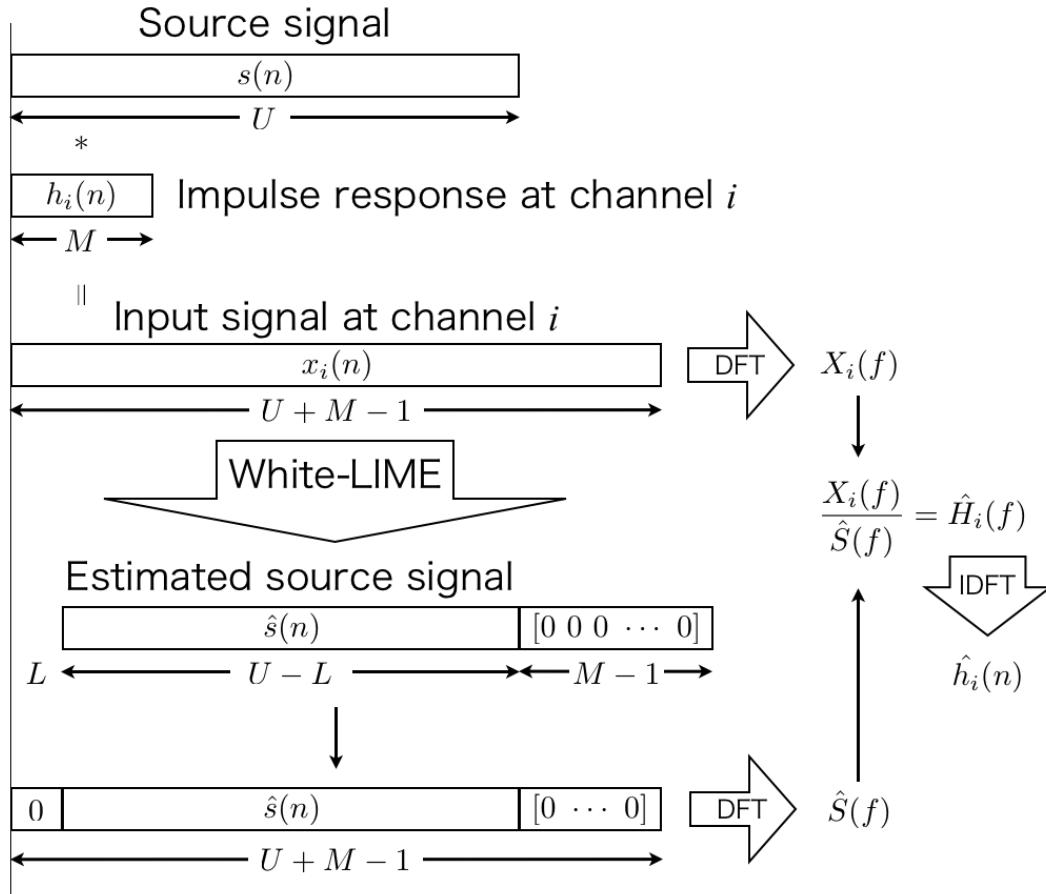 Source signal
s(n)
U
*
h_i(n) Impulse response at channel i
M
||
Input signal at channel i
x_i(n) DFT X_i(f)
U + M − 1
White-LIME
X_i(f) / Ŝ(f) = Ĥ_i(f)
Estimated source signal IDFT
ŝ(n) [0 0 0 ⋯ 0]
L U − L M − 1 ĥ_i(n)
0 ŝ(n) [0 ⋯ 0] DFT Ŝ(f)
U + M − 1